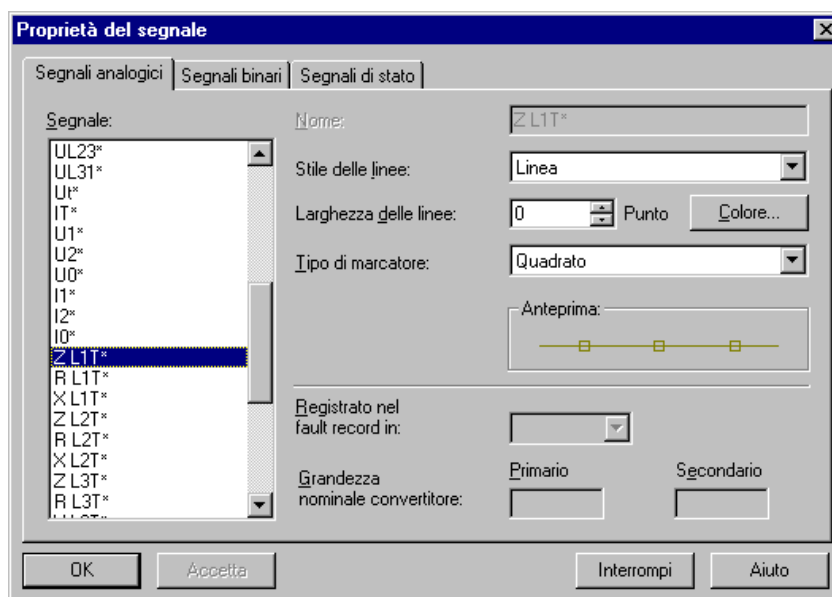 Proprietà del segnale
Segnali analogici
Segnali binari
Segnali di stato
Segnale:
UL23*
UL31*
Ut*
IT*
U1*
U2*
U0*
I1*
I2*
I0*
Z L1T*
R L1T*
X L1T*
Z L2T*
R L2T*
X L2T*
Z L3T*
R L3T*
Nome:
Z L1T*
Stile delle linee:
Linea
Larghezza delle linee:
0
Punto
Colore...
Tipo di marcatore:
Quadrato
Anteprima:
Registrato nel
fault record in:
Grandezza
nominale convertitore:
Primario
Secondario
OK
Accetta
Interrompi
Aiuto